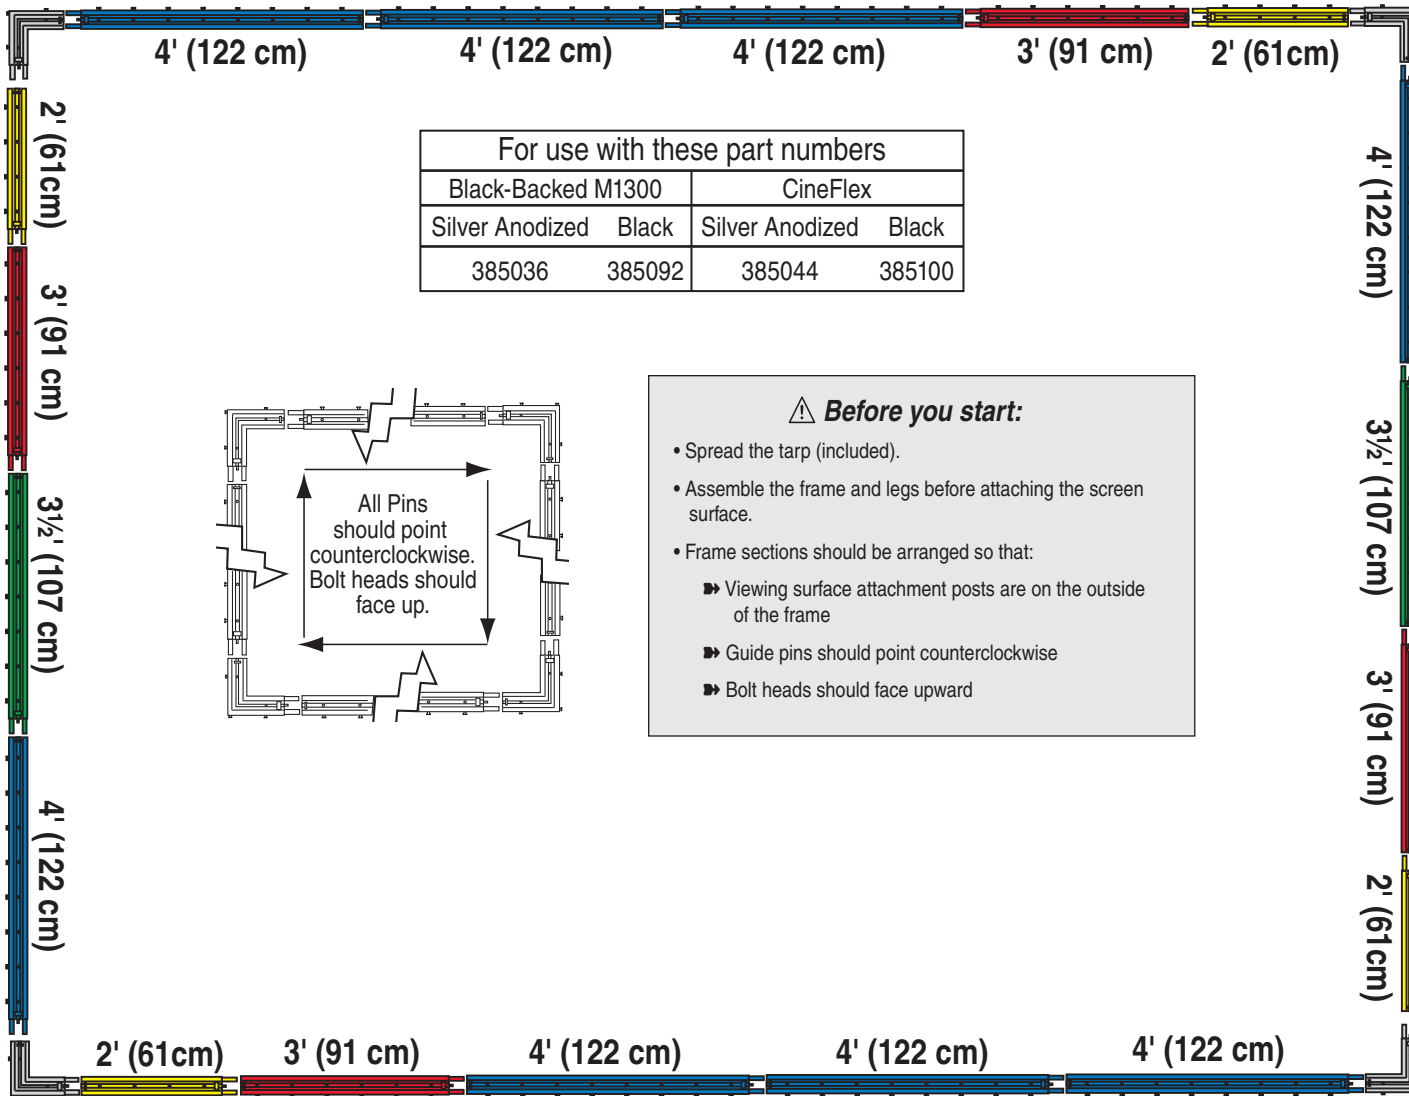 4' (122 cm) 4' (122 cm) 4' (122 cm) 3' (91 cm) 2' (61cm)
2' (61cm)
3' (91 cm)
3½' (107 cm)
4' (122 cm)
For use with these part numbers
Black-Backed M1300 CineFlex
Silver Anodized Black Silver Anodized Black
385036 385092 385044 385100
All Pins
should point
counterclockwise.
Bolt heads should
face up.
⚠ Before you start:
• Spread the tarp (included).
• Assemble the frame and legs before attaching the screen
surface.
• Frame sections should be arranged so that:
➽ Viewing surface attachment posts are on the outside
of the frame
➽ Guide pins should point counterclockwise
➽ Bolt heads should face upward
4' (122 cm)
3½' (107 cm)
3' (91 cm)
2' (61cm)
2' (61cm) 3' (91 cm) 4' (122 cm) 4' (122 cm) 4' (122 cm)